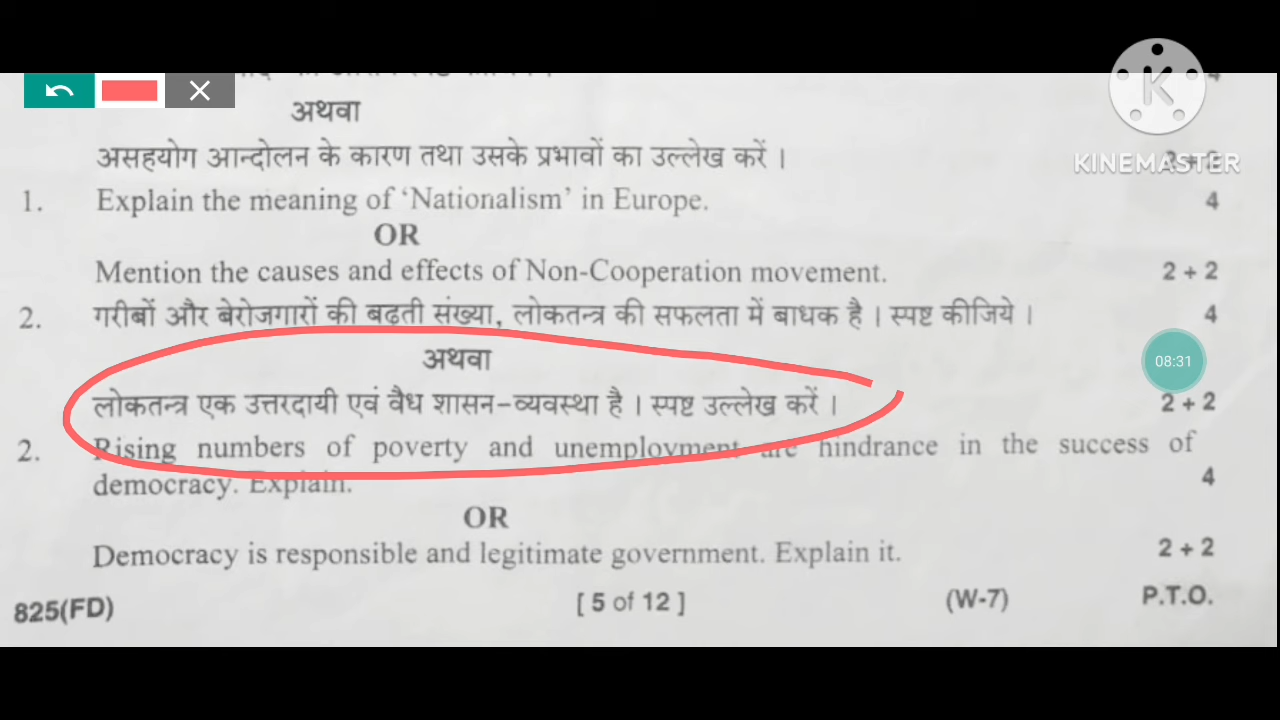 अथवा
असहयोग आन्दोलन के कारण तथा उसके प्रभावों का उल्लेख करें । 2 + 2
KINEMASTER
1. Explain the meaning of ‘Nationalism’ in Europe. 4
OR
Mention the causes and effects of Non-Cooperation movement. 2 + 2
2. गरीबों और बेरोजगारों की बढ़ती संख्या, लोकतन्त्र की सफलता में बाधक है । स्पष्ट कीजिये । 4
अथवा
08:31
लोकतन्त्र एक उत्तरदायी एवं वैध शासन-व्यवस्था है । स्पष्ट उल्लेख करें । 2 + 2
2. Rising numbers of poverty and unemployment are hindrance in the success of
democracy. Explain. 4
OR
Democracy is responsible and legitimate government. Explain it. 2 + 2
825(FD) [ 5 of 12 ] (W-7) P.T.O.